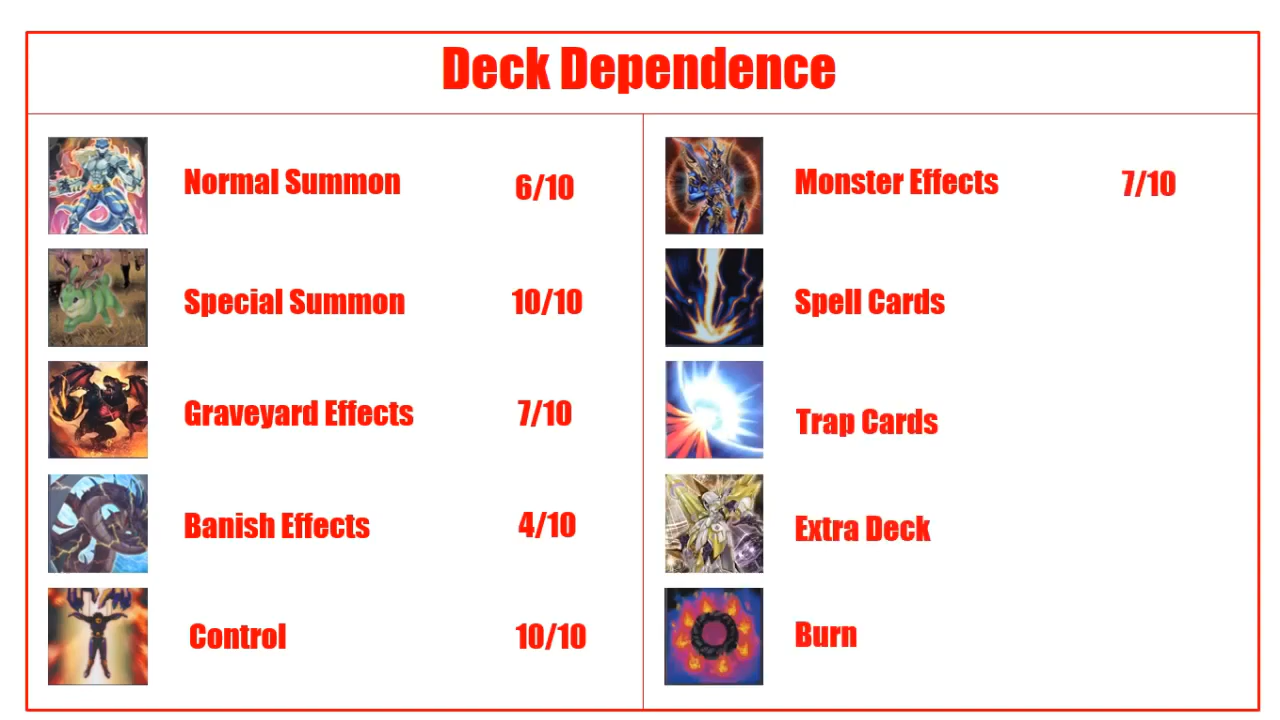 Deck Dependence
Normal Summon 6/10
Special Summon 10/10
Graveyard Effects 7/10
Banish Effects 4/10
Control 10/10
Monster Effects 7/10
Spell Cards
Trap Cards
Extra Deck
Burn